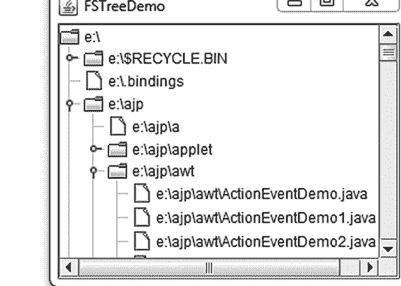 FSTreeDemo
e:\
e:\$RECYCLE.BIN
e:\.bindings
e:\ajp
e:\ajp\a
e:\ajp\applet
e:\ajp\awt
e:\ajp\awt\ActionEventDemo.java
e:\ajp\awt\ActionEventDemo1.java
e:\ajp\awt\ActionEventDemo2.java